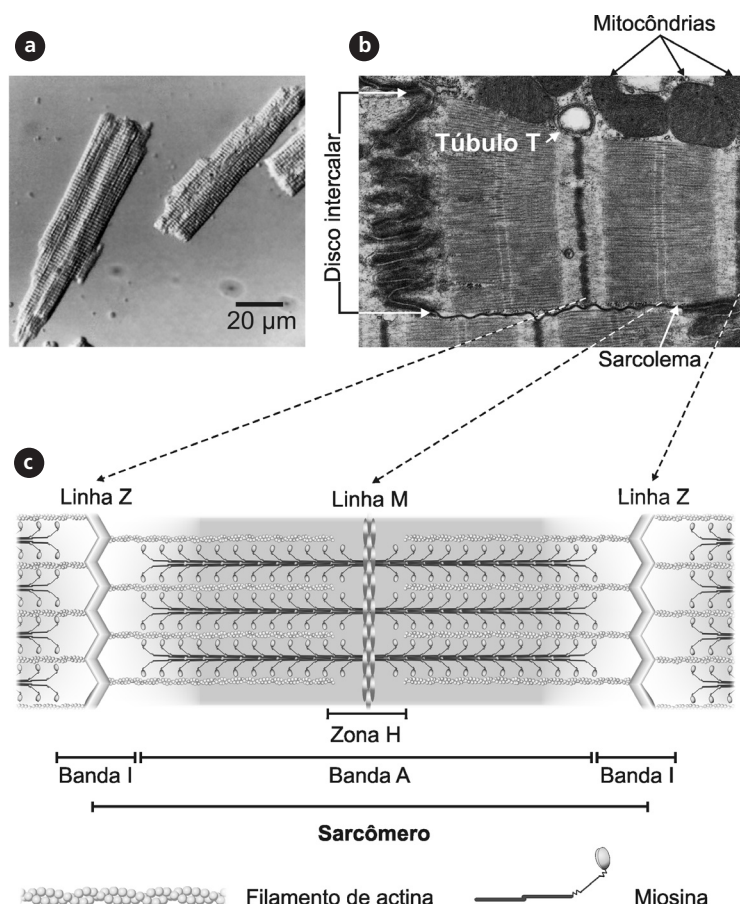 a
b
Mitocôndrias
Túbulo T
Disco intercalar
20 μm
Sarcolema
c
Linha Z
Linha M
Linha Z
Zona H
Banda I
Banda A
Banda I
Sarcômero
Filamento de actina
Miosina